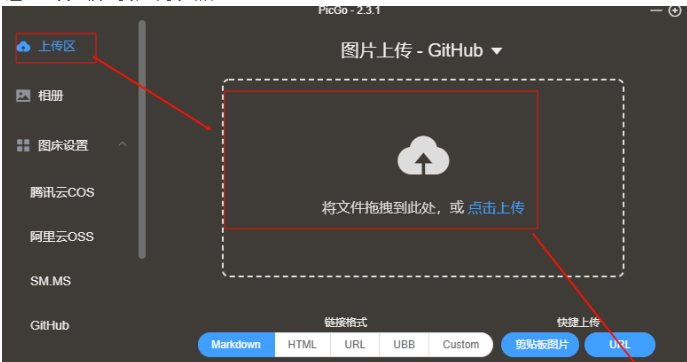 PicGo - 2.3.1
上传区
图片上传 - GitHub
相册
图床设置
腾讯云COS
将文件拖拽到此处，或 点击上传
阿里云OSS
SM.MS
GitHub
链接格式
快捷上传
Markdown HTML URL UBB Custom 剪贴板图片 URL